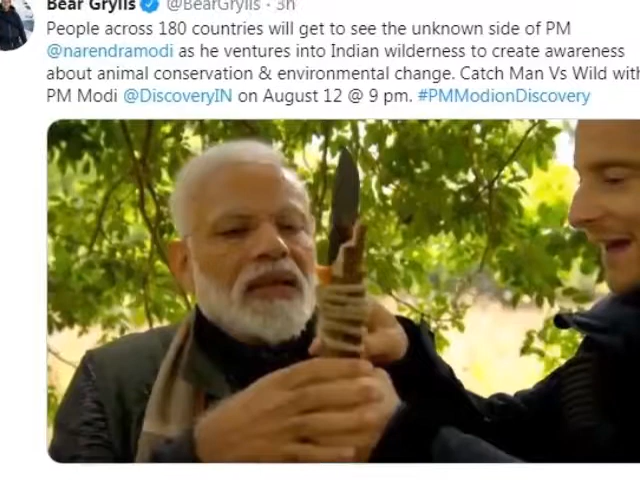 Bear Grylls @BearGrylls · 3h
People across 180 countries will get to see the unknown side of PM
@narendramodi as he ventures into Indian wilderness to create awareness
about animal conservation & environmental change. Catch Man Vs Wild with
PM Modi @DiscoveryIN on August 12 @ 9 pm. #PMModionDiscovery